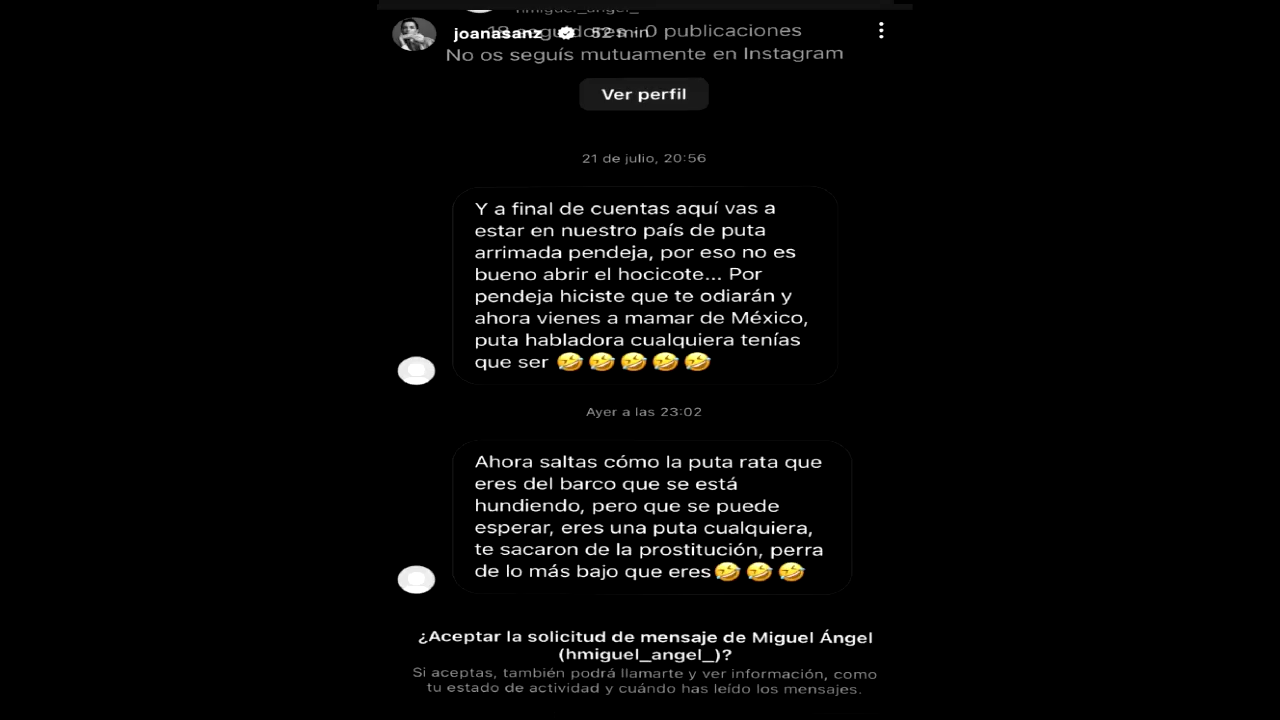 hmiguel_angel_
joanasanz 52 min
seguidores · 0 publicaciones
No os seguís mutuamente en Instagram
Ver perfil
21 de julio, 20:56
Y a final de cuentas aquí vas a
estar en nuestro país de puta
arrimada pendeja, por eso no es
bueno abrir el hocicote... Por
pendeja hiciste que te odiarán y
ahora vienes a mamar de México,
puta habladora cualquiera tenías
que ser 🤣🤣🤣🤣🤣
Ayer a las 23:02
Ahora saltas cómo la puta rata que
eres del barco que se está
hundiendo, pero que se puede
esperar, eres una puta cualquiera,
te sacaron de la prostitución, perra
de lo más bajo que eres🤣🤣🤣
¿Aceptar la solicitud de mensaje de Miguel Ángel
(hmiguel_angel_)?
Si aceptas, también podrá llamarte y ver información, como
tu estado de actividad y cuándo has leído los mensajes.